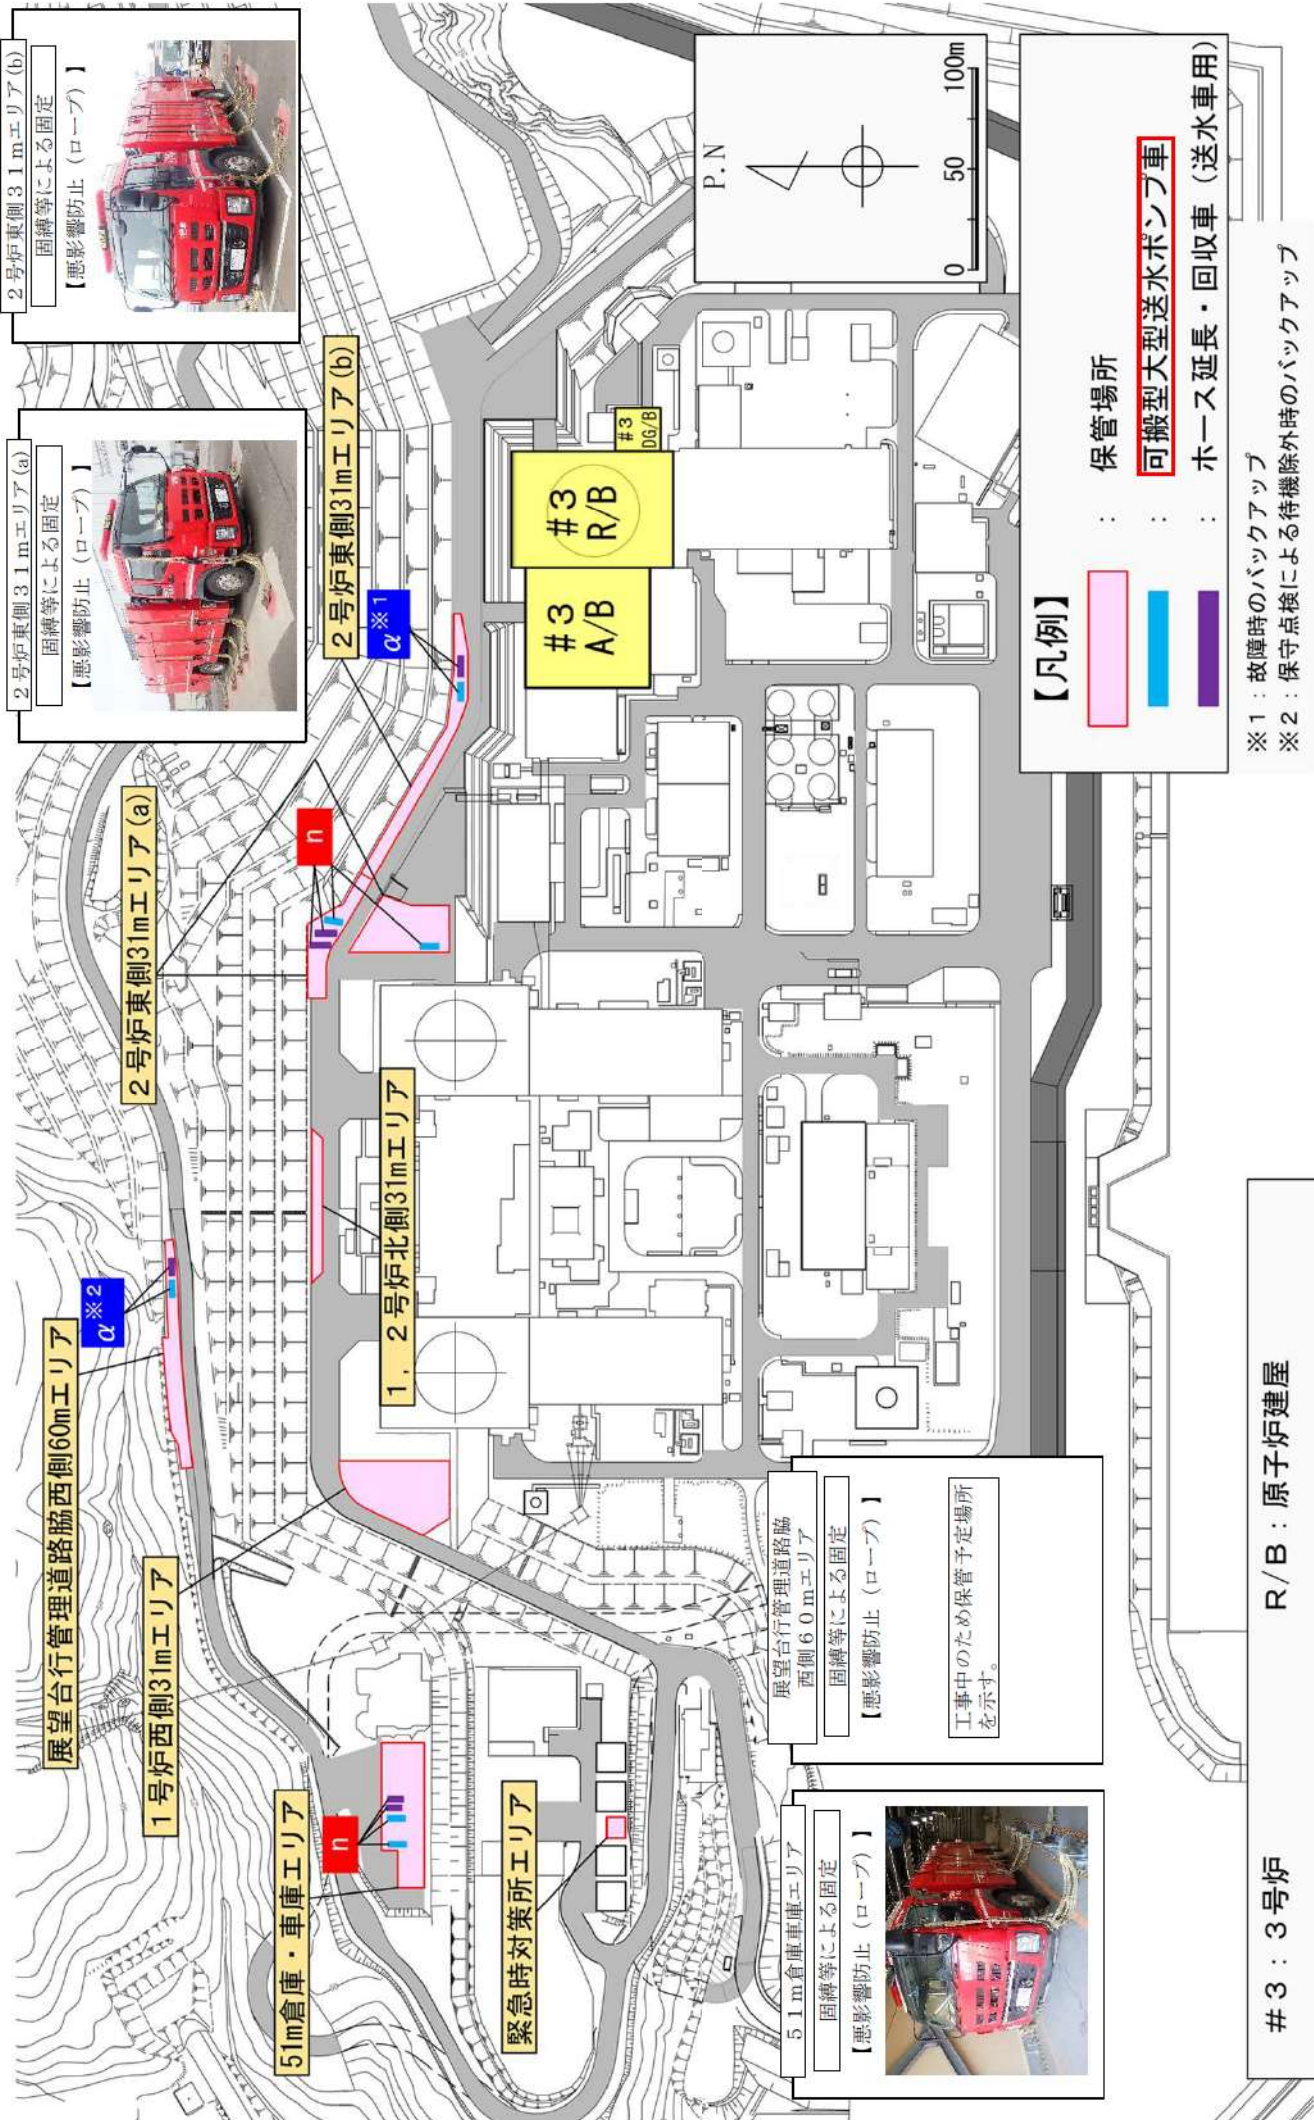 51m倉庫・車庫エリア
n
緊急時対策所エリア
1号炉西側31mエリア
展望台行管理道路脇西側60mエリア
α※2
1，2号炉北側31mエリア
2号炉東側31mエリア(a)
n
2号炉東側31mエリア(b)
α※1
#3
A/B
#3
R/B
#3
DG/B
2号炉東側31mエリア(a)
固縛等による固定
【悪影響防止（ロープ）】
2号炉東側31mエリア(b)
固縛等による固定
【悪影響防止（ロープ）】
51m倉庫車庫エリア
固縛等による固定
【悪影響防止（ロープ）】
展望台行管理道路脇
西側60mエリア
固縛等による固定
【悪影響防止（ロープ）】
工事中のため保管予定場所
を示す。
P.N
0 50 100m
【凡例】
： 保管場所
： 可搬型大型送水ポンプ車
： ホース延長・回収車（送水車用）
※1：故障時のバックアップ
※2：保守点検による待機除外時のバックアップ
#3：3号炉 R/B：原子炉建屋